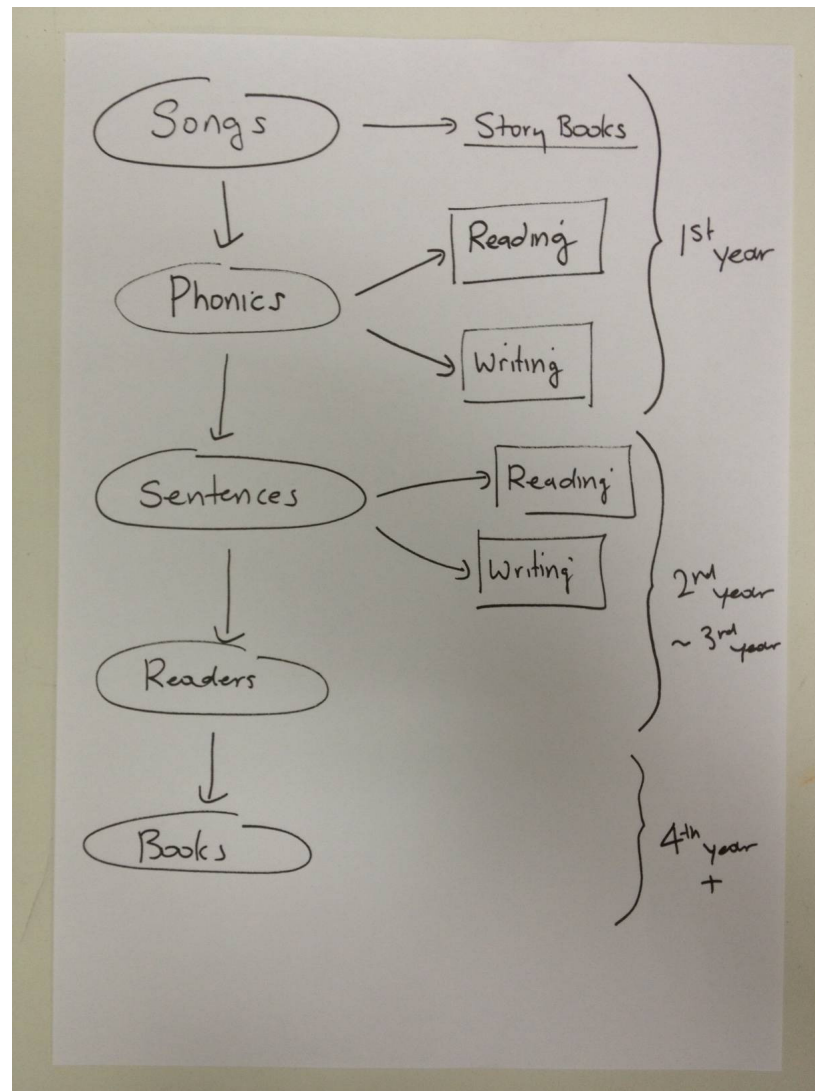 Songs
Story Books
Reading
1st year
Phonics
Writing
Sentences
Reading
Writing
2nd year
~ 3rd year
Readers
Books
4th year
+